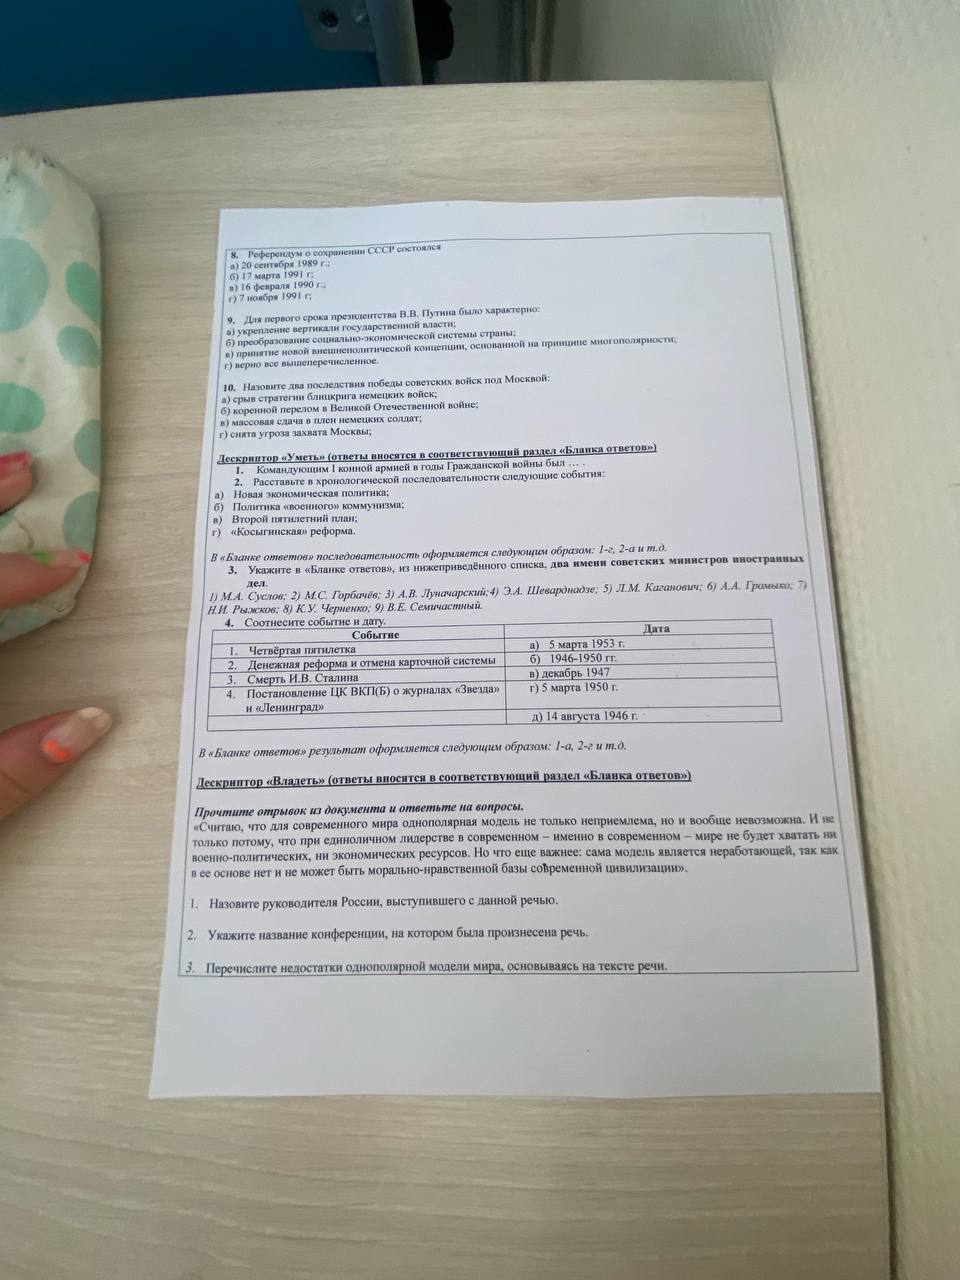 8. Референдум о сохранении СССР состоялся
а) 20 сентября 1989 г.;
б) 17 марта 1991 г;
в) 16 февраля 1990 г.;
г) 7 ноября 1991 г;
9. Для первого срока президентства В.В. Путина было характерно:
а) укрепление вертикали государственной власти;
б) преобразование социально-экономической системы страны;
в) принятие новой внешнеполитической концепции, основанной на принципе многополярности;
г) верно все вышеперечисленное.
10. Назовите два последствия победы советских войск под Москвой:
а) срыв стратегии блицкрига немецких войск;
б) коренной перелом в Великой Отечественной войне;
в) массовая сдача в плен немецких солдат;
г) снята угроза захвата Москвы;
Дескриптор «Уметь» (ответы вносятся в соответствующий раздел «Бланка ответов»)
1. Командующим I конной армией в годы Гражданской войны был ... .
2. Расставьте в хронологической последовательности следующие события:
а) Новая экономическая политика;
б) Политика «военного» коммунизма;
в) Второй пятилетний план;
г) «Косыгинская» реформа.
В «Бланке ответов» последовательность оформляется следующим образом: 1-г, 2-а и т.д.
3. Укажите в «Бланке ответов», из нижеприведённого списка, два имени советских министров иностранных
дел.
1) М.А. Суслов; 2) М.С. Горбачёв; 3) А.В. Луначарский;4) Э.А. Шеварднадзе; 5) Л.М. Каганович; 6) А.А. Громыко; 7)
Н.И. Рыжков; 8) К.У. Черненко; 9) В.Е. Семичастный.
4. Соотнесите событие и дату.
Событие Дата
1. Четвёртая пятилетка а) 5 марта 1953 г.
2. Денежная реформа и отмена карточной системы б) 1946-1950 гг.
3. Смерть И.В. Сталина в) декабрь 1947
4. Постановление ЦК ВКП(Б) о журналах «Звезда» г) 5 марта 1950 г.
и «Ленинград»
д) 14 августа 1946 г.
В «Бланке ответов» результат оформляется следующим образом: 1-а, 2-г и т.д.
Дескриптор «Владеть» (ответы вносятся в соответствующий раздел «Бланка ответов»)
Прочтите отрывок из документа и ответьте на вопросы.
«Считаю, что для современного мира однополярная модель не только неприемлема, но и вообще невозможна. И не
только потому, что при единоличном лидерстве в современном – именно в современном – мире не будет хватать ни
военно-политических, ни экономических ресурсов. Но что еще важнее: сама модель является неработающей, так как
в ее основе нет и не может быть морально-нравственной базы современной цивилизации».
1. Назовите руководителя России, выступившего с данной речью.
2. Укажите название конференции, на котором была произнесена речь.
3. Перечислите недостатки однополярной модели мира, основываясь на тексте речи.